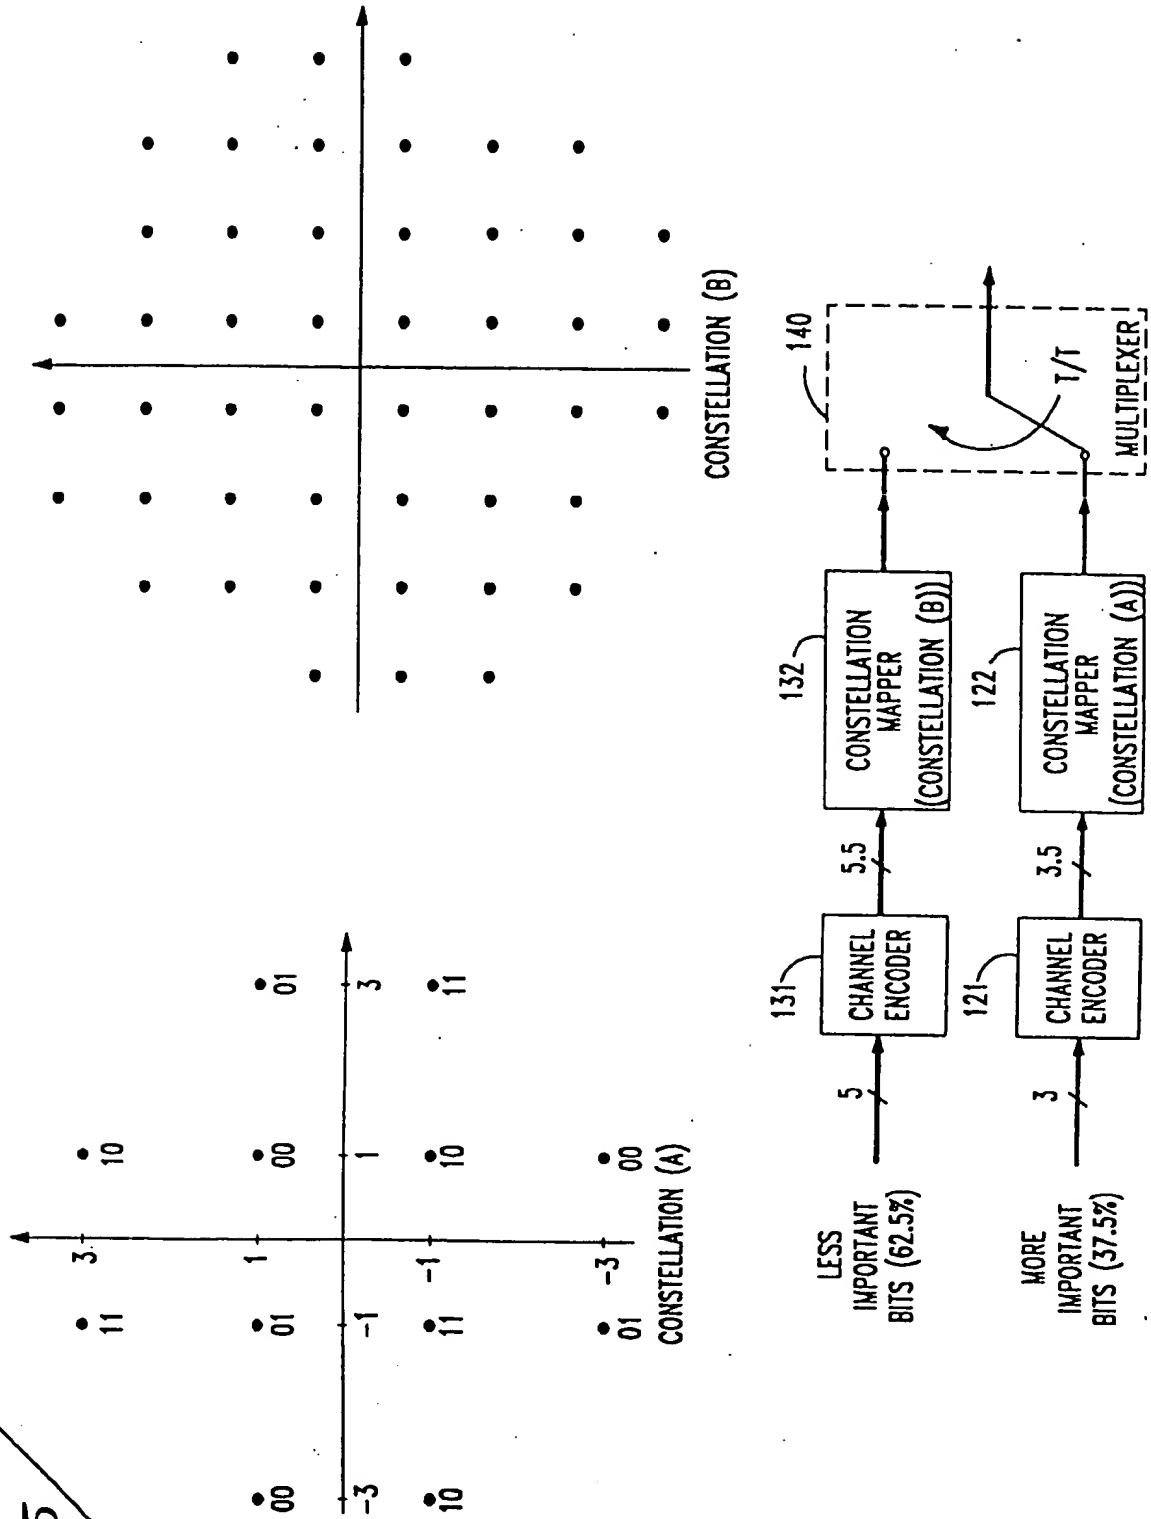 3
11
10
1
01
00
01
-3
-1
1
3
00
-1
10
11
10
11
-3
01
00
CONSTELLATION (A)
CONSTELLATION (B)
LESS
IMPORTANT
BITS (62.5%)
5
131
CHANNEL
ENCODER
5.5
132
CONSTELLATION
MAPPER
(CONSTELLATION (B))
140
T/T
MULTIPLEXER
MORE
IMPORTANT
BITS (37.5%)
3
121
CHANNEL
ENCODER
3.5
122
CONSTELLATION
MAPPER
(CONSTELLATION (A))